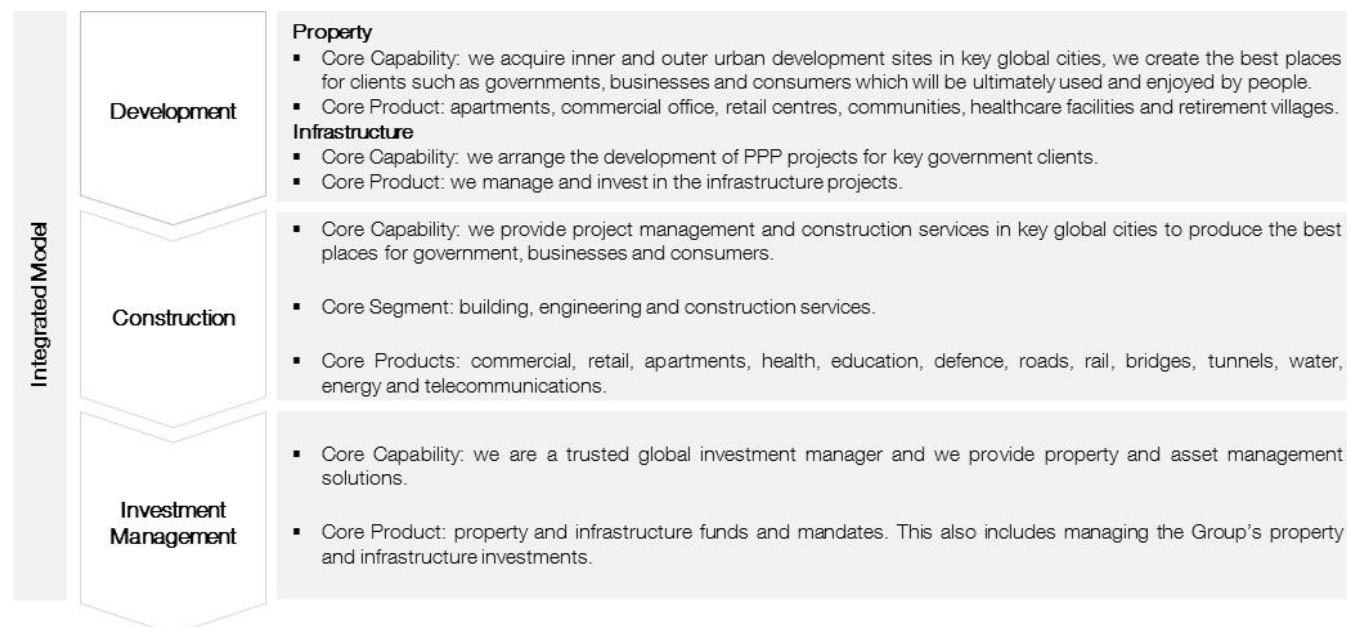 Integrated Model
Development
Property
▪ Core Capability: we acquire inner and outer urban development sites in key global cities, we create the best places
for clients such as governments, businesses and consumers which will be ultimately used and enjoyed by people.
▪ Core Product: apartments, commercial office, retail centres, communities, healthcare facilities and retirement villages.
Infrastructure
▪ Core Capability: we arrange the development of PPP projects for key government clients.
▪ Core Product: we manage and invest in the infrastructure projects.
Construction
▪ Core Capability: we provide project management and construction services in key global cities to produce the best
places for government, businesses and consumers.
▪ Core Segment: building, engineering and construction services.
▪ Core Products: commercial, retail, apartments, health, education, defence, roads, rail, bridges, tunnels, water,
energy and telecommunications.
Investment
Management
▪ Core Capability: we are a trusted global investment manager and we provide property and asset management
solutions.
▪ Core Product: property and infrastructure funds and mandates. This also includes managing the Group's property
and infrastructure investments.